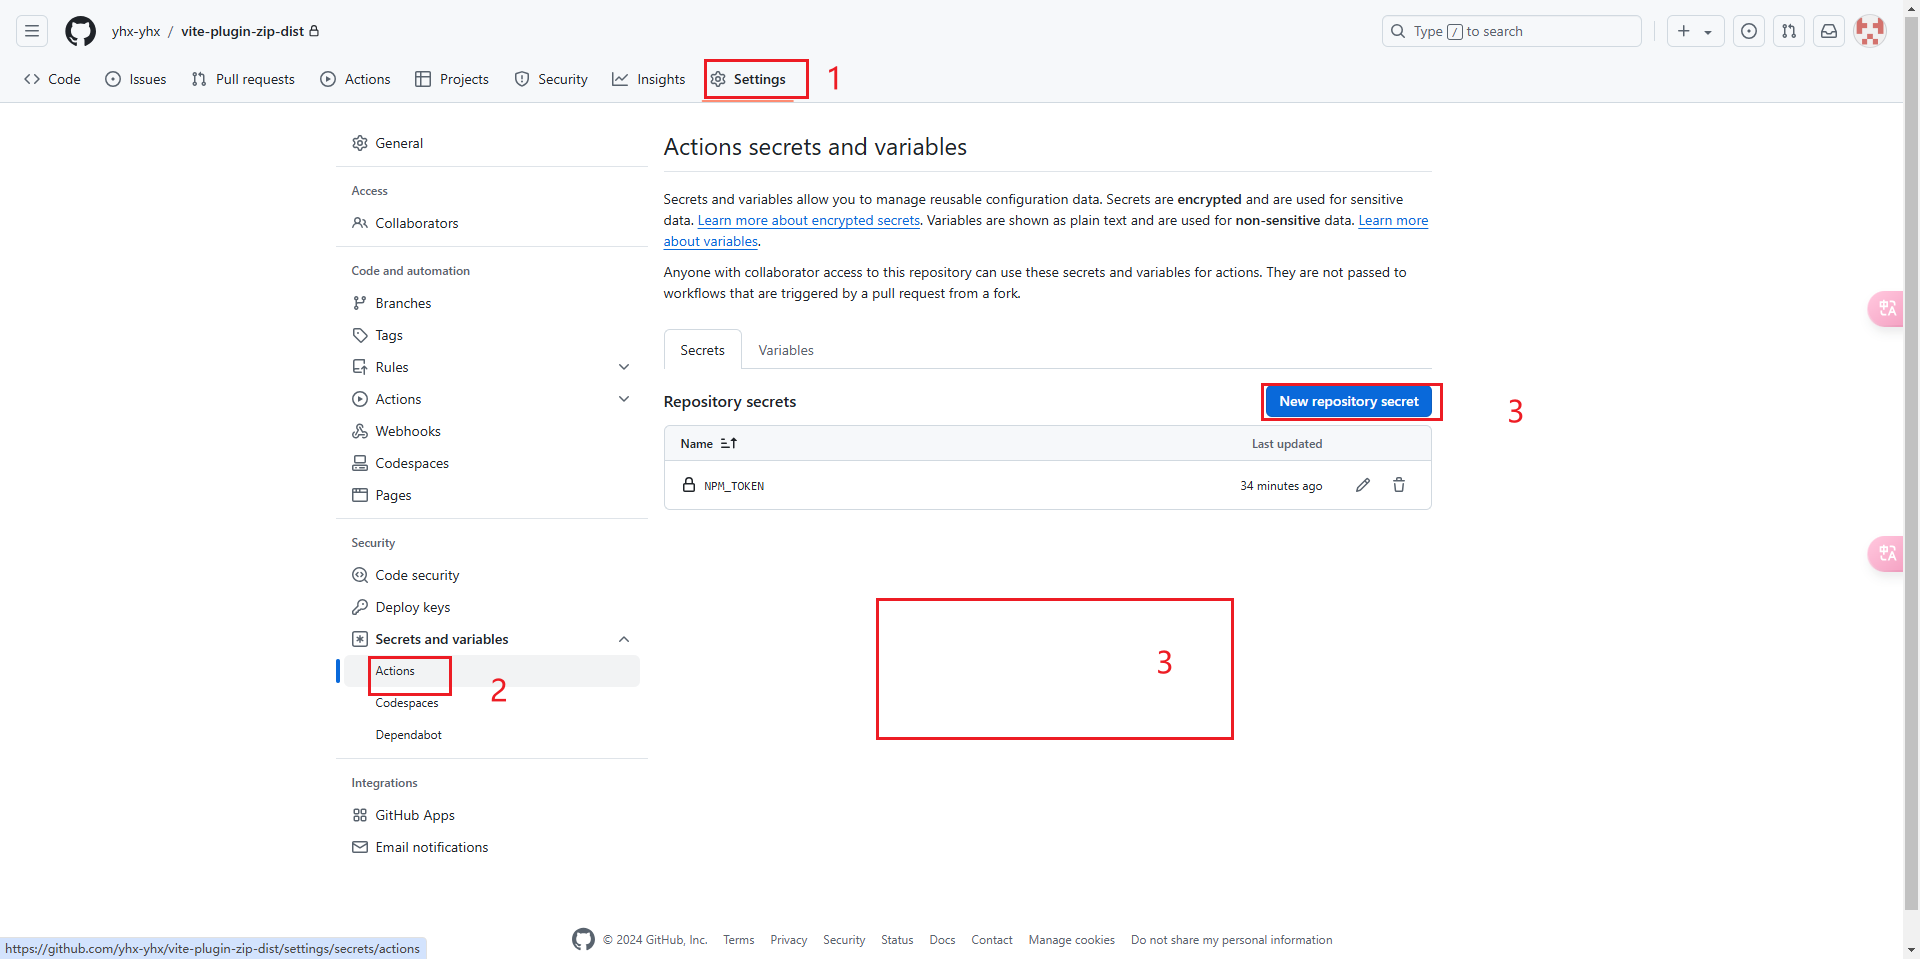 yhx-yhx / vite-plugin-zip-dist
Type / to search
Code
Issues
Pull requests
Actions
Projects
Security
Insights
Settings
1
General
Access
Collaborators
Code and automation
Branches
Tags
Rules
Actions
Webhooks
Codespaces
Pages
Security
Code security
Deploy keys
Secrets and variables
Actions
2
Codespaces
Dependabot
Integrations
GitHub Apps
Email notifications
Actions secrets and variables
Secrets and variables allow you to manage reusable configuration data. Secrets are encrypted and are used for sensitive
data. Learn more about encrypted secrets. Variables are shown as plain text and are used for non-sensitive data. Learn more
about variables.
Anyone with collaborator access to this repository can use these secrets and variables for actions. They are not passed to
workflows that are triggered by a pull request from a fork.
Secrets
Variables
Repository secrets
New repository secret
3
Name
Last updated
NPM_TOKEN
34 minutes ago
3
中A
中A
© 2024 GitHub, Inc.
Terms
Privacy
Security
Status
Docs
Contact
Manage cookies
Do not share my personal information
https://github.com/yhx-yhx/vite-plugin-zip-dist/settings/secrets/actions